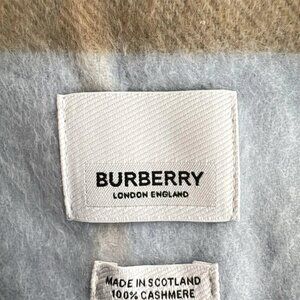 BURBERRY
LONDON ENGLAND
MADE IN SCOTLAND
100% CASHMERE